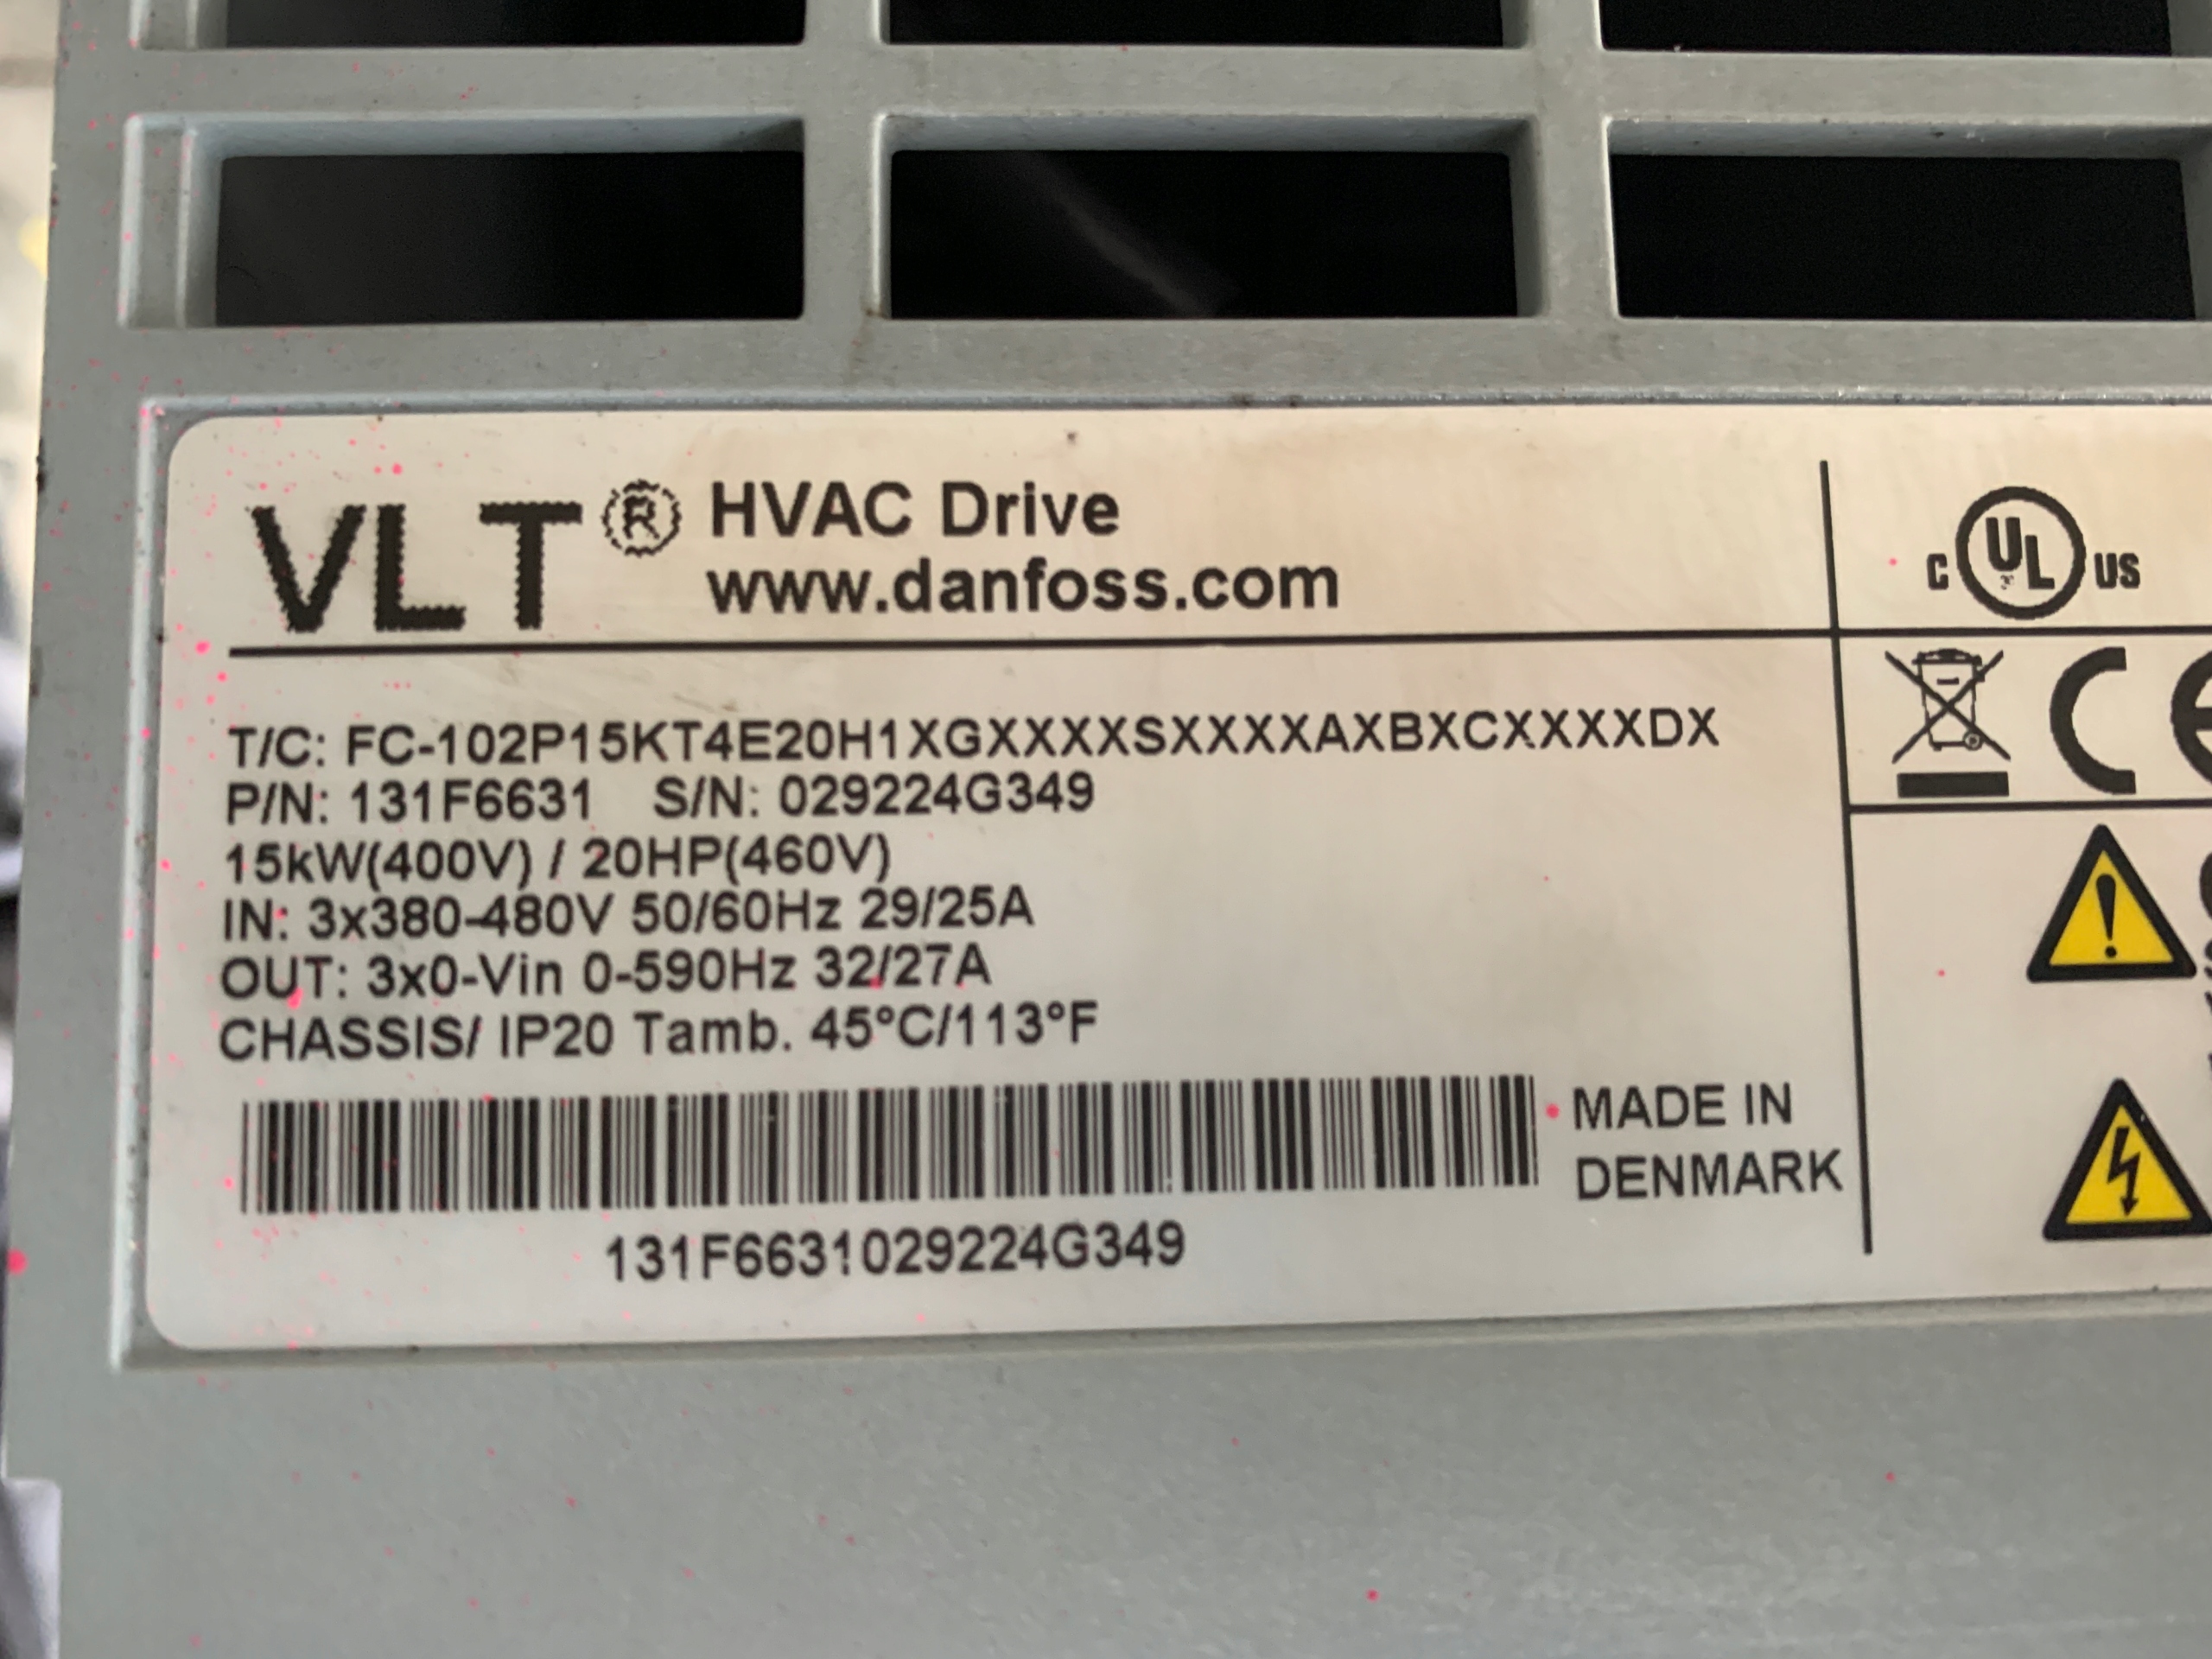 VLT® HVAC Drive
www.danfoss.com
C UL US
T/C: FC-102P15KT4E20H1XGXXXXSXXXXAXBXCXXXXDX
P/N: 131F6631 S/N: 029224G349
15kW(400V) / 20HP(460V)
IN: 3x380-480V 50/60Hz 29/25A
OUT: 3x0-Vin 0-590Hz 32/27A
CHASSIS/ IP20 Tamb. 45°C/113°F
CE
MADE IN
DENMARK
131F6631029224G349